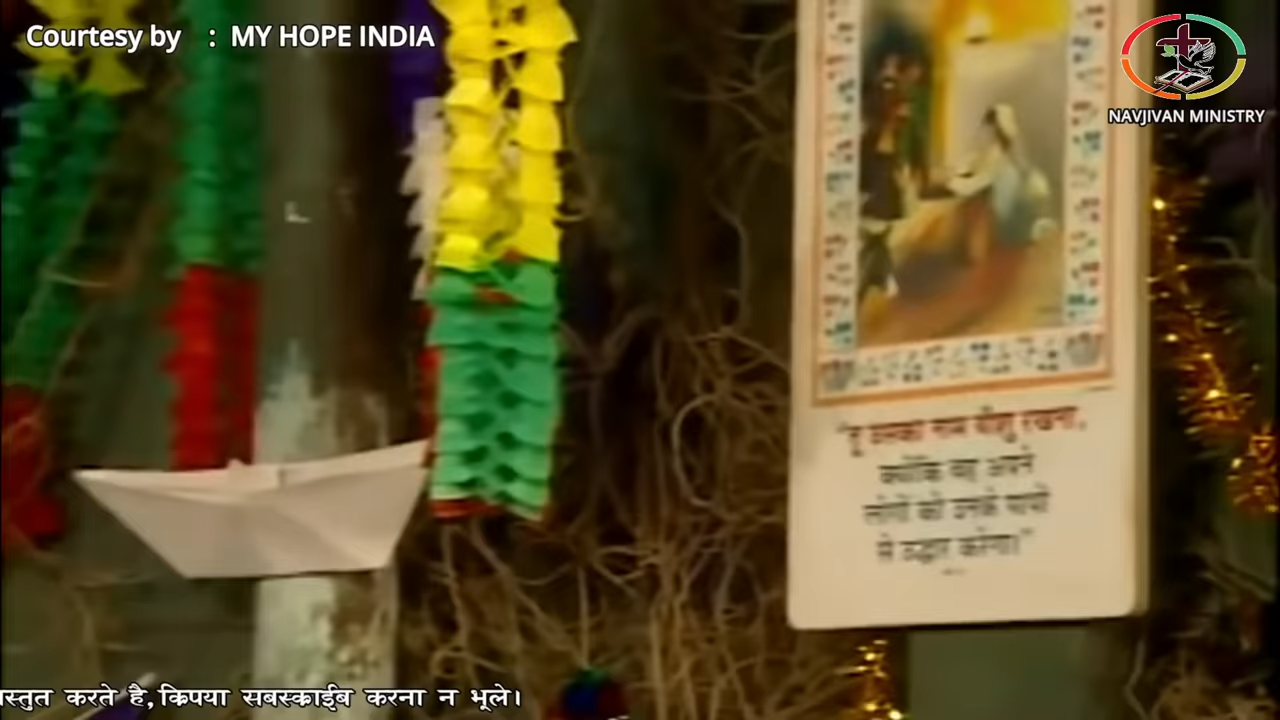 Courtesy by : MY HOPE INDIA
NAVJIVAN MINISTRY
"तू उसका नाम यीशु रखना,
क्योंकि वह अपने
लोगों को उनके पापों
से उद्धार करेगा।"
स्तुत करते है,किपया सबस्काईब करना न भूले।